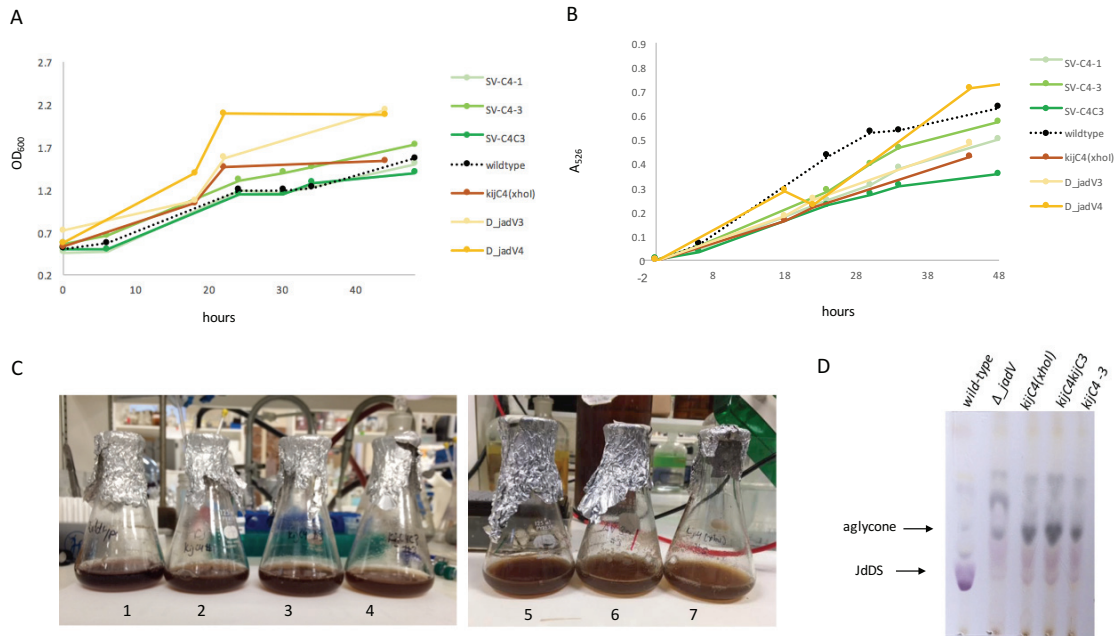 A
OD600
2.7
2.2
1.7
1.2
0.7
0.2
0
10
20
30
40
hours
SV-C4-1
SV-C4-3
SV-C4C3
wildtype
kijC4(xhoI)
D_jadV3
D_jadV4
B
A526
0.9
0.8
0.7
0.6
0.5
0.4
0.3
0.2
0.1
0
-2
8
18
28
38
48
hours
SV-C4-1
SV-C4-3
SV-C4C3
wildtype
kijC4(xhoI)
D_jadV3
D_jadV4
C
1
2
3
4
5
6
7
D
wild-type
Δ_jadV
kijC4(xhoI)
kijC4kijC3
kijC4 -3
aglycone
JdDS